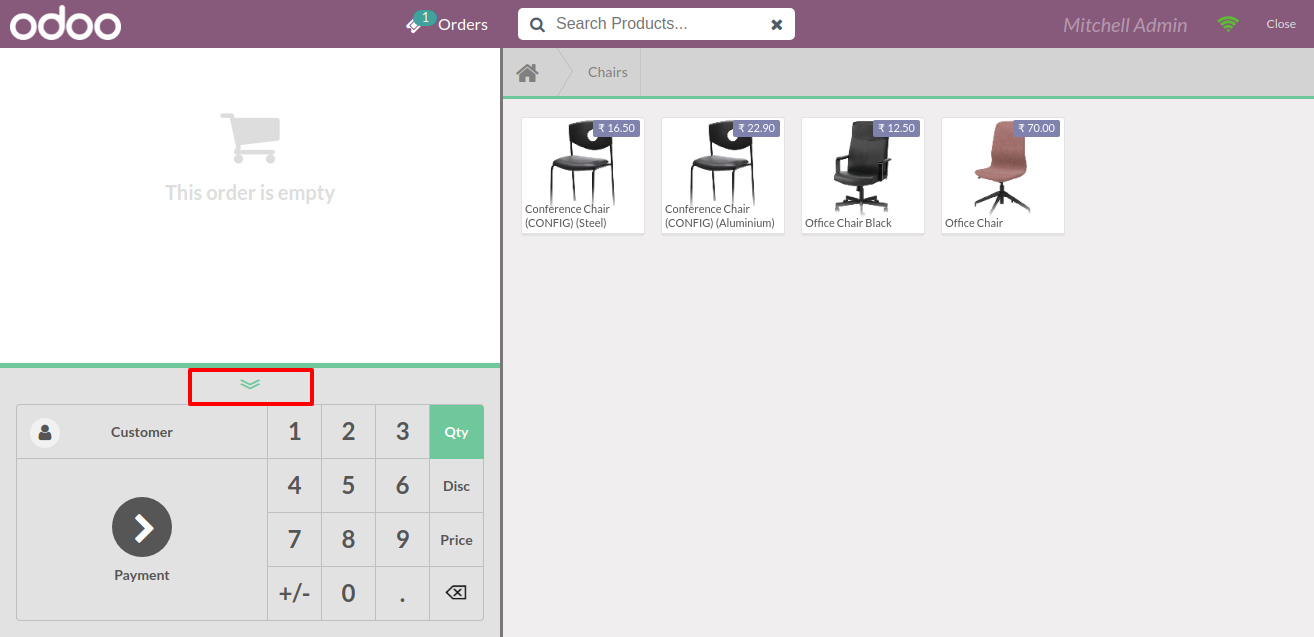 odoo
1
Orders
Search Products...
Mitchell Admin
Close
This order is empty
Chairs
₹ 16.50
Conference Chair
(CONFIG) (Steel)
₹ 22.90
Conference Chair
(CONFIG) (Aluminium)
₹ 12.50
Office Chair Black
₹ 70.00
Office Chair
Customer
Payment
1 2 3 Qty
4 5 6 Disc
7 8 9 Price
+/- 0 .